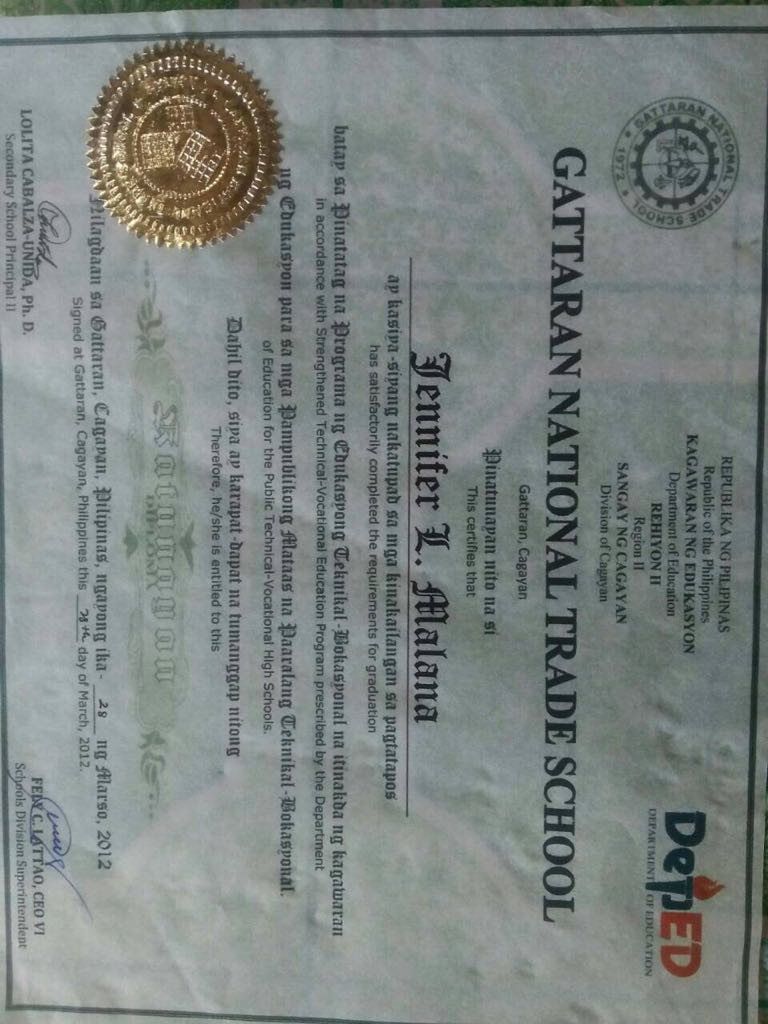 GATTARAN NATIONAL TRADE SCHOOL
1972
REPUBLIKA NG PILIPINAS
Republic of the Philippines
KAGAWARAN NG EDUKASYON
Department of Education
REHIYON II
Region II
SANGAY NG CAGAYAN
Division of Cagayan
DepED
DEPARTMENT OF EDUCATION
GATTARAN NATIONAL TRADE SCHOOL
Gattaran, Cagayan
Pinatunayan nito na si
This certifies that
Jennifer L. Malana
ay kasiya-siyang nakatupad sa mga kinakailangan sa pagtatapos
has satisfactorily completed the requirements for graduation
batay sa Pinatatag na Programa ng Edukasyong Teknikal-Bokasyonal na itinakda ng kagawaran
in accordance with Strengthened Technical-Vocational Education Program prescribed by the Department
ng Edukasyon para sa mga Pampublikong Mataas na Paaralang Teknikal-Bokasyonal.
of Education for the Public Technical-Vocational High Schools.
Dahil dito, siya ay karapat-dapat na tumanggap nitong
Therefore, he/she is entitled to this
Katunayan
DIPLOMA
Nilagdaan sa Gattaran, Cagayan, Pilipinas, ngayong ika- 28 ng Marso, 2012
Signed at Gattaran, Cagayan, Philippines this 28th day of March, 2012.
LOLITA CABALZA-UNIDA, Ph. D.
Secondary School Principal II
FEDY C. LATTAO, CEO VI
Schools Division Superintendent